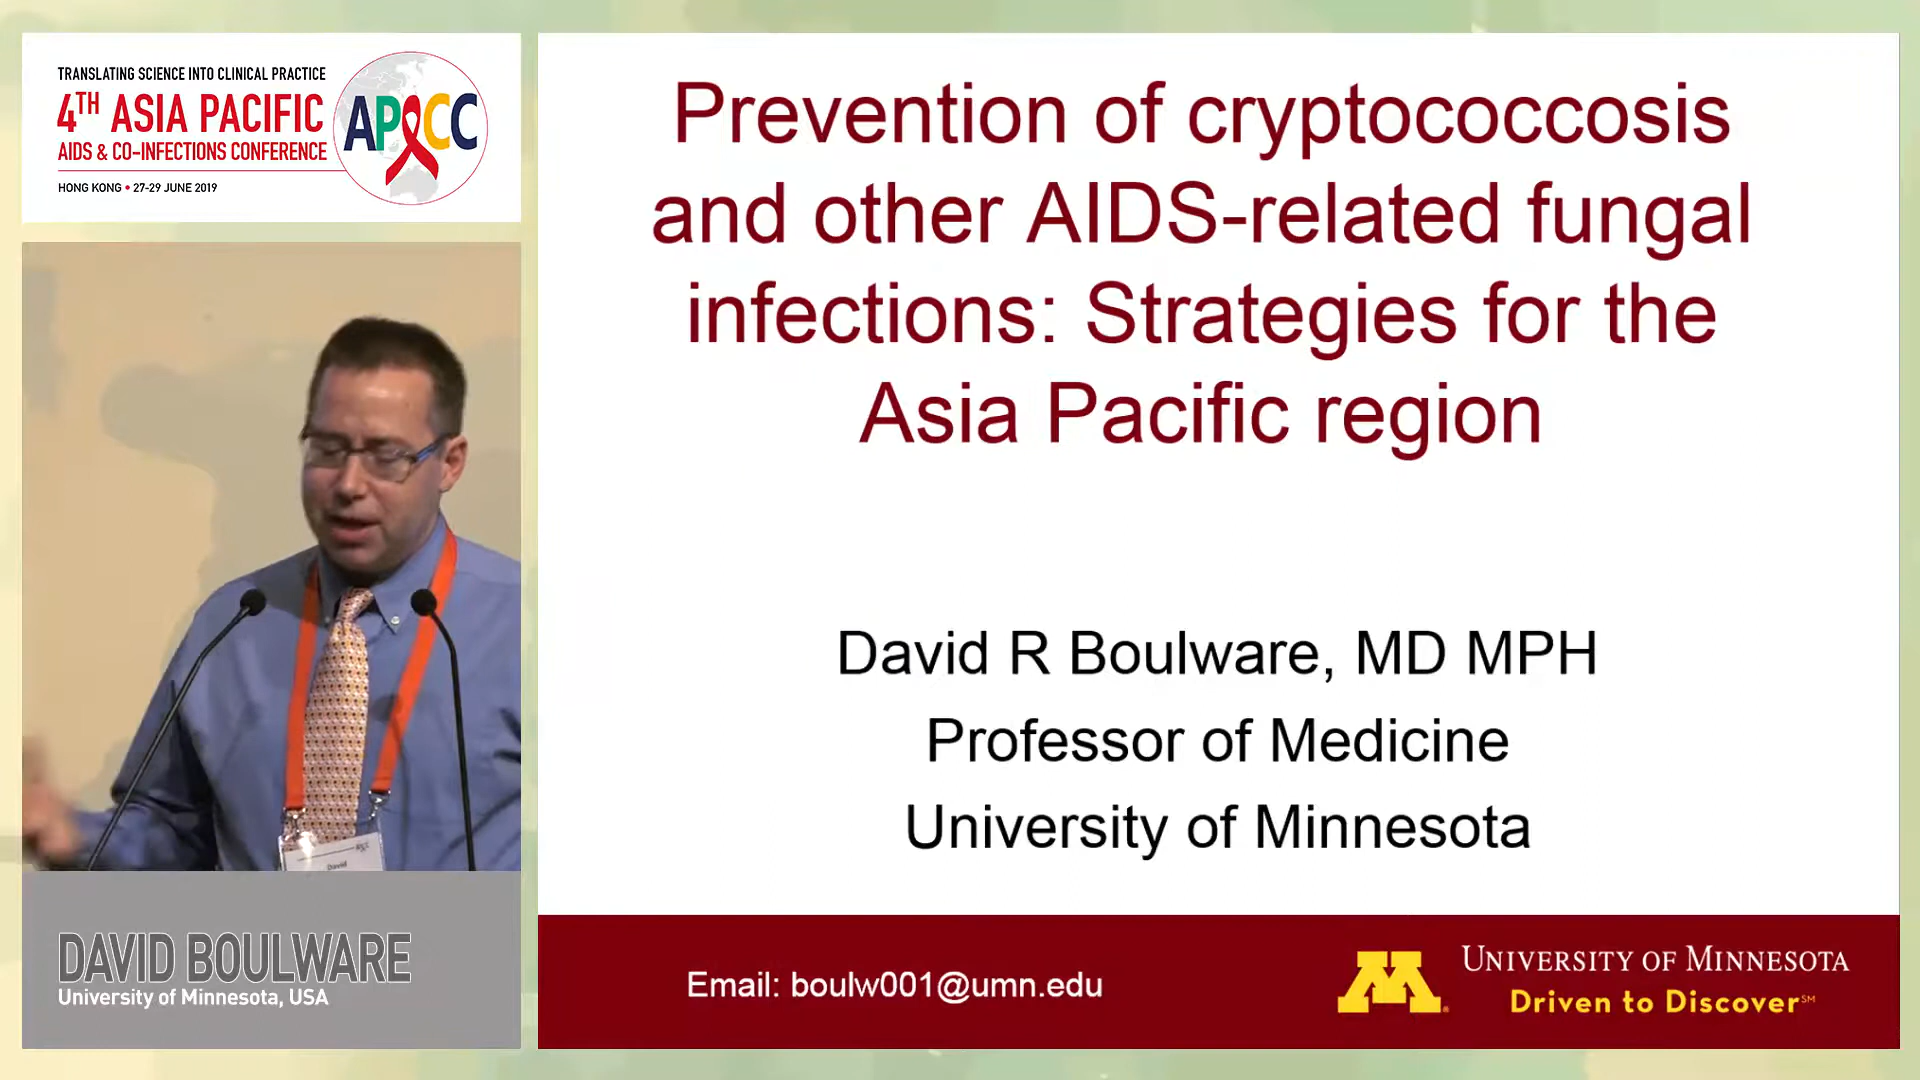 TRANSLATING SCIENCE INTO CLINICAL PRACTICE
4TH ASIA PACIFIC
AIDS & CO-INFECTIONS CONFERENCE
HONG KONG • 27-29 JUNE 2019
APACC
David
DAVID BOULWARE
University of Minnesota, USA
Prevention of cryptococcosis
and other AIDS-related fungal
infections: Strategies for the
Asia Pacific region
David R Boulware, MD MPH
Professor of Medicine
University of Minnesota
Email: boulw001@umn.edu
M
UNIVERSITY OF MINNESOTA
Driven to Discover℠